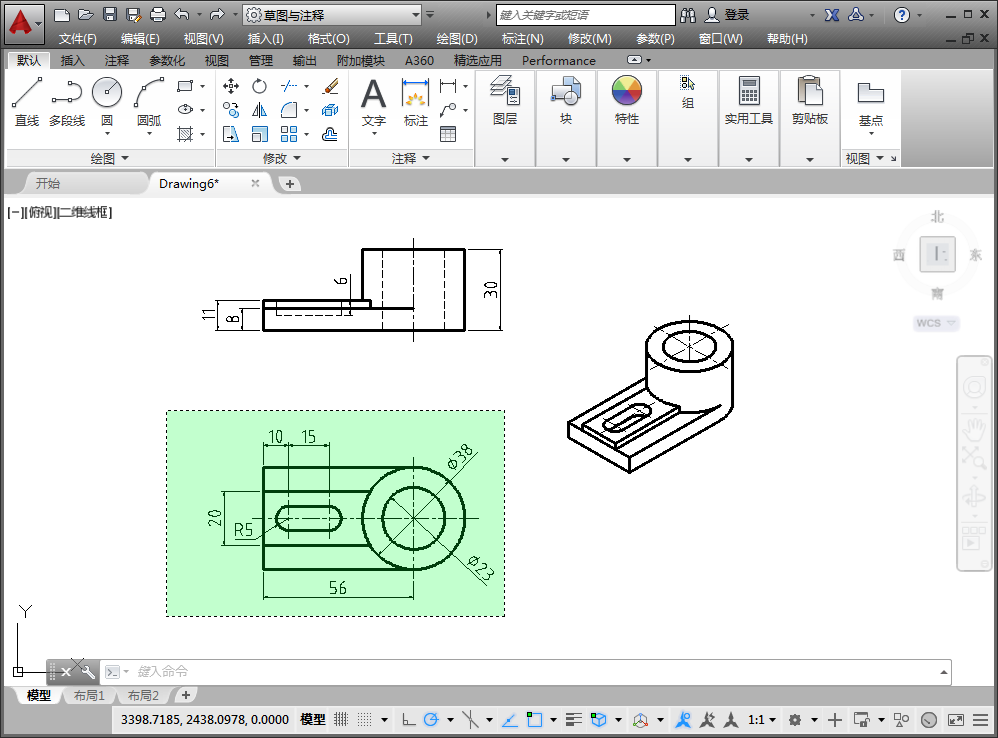 草图与注释
键入关键字或短语
登录
文件(F) 编辑(E) 视图(V) 插入(I) 格式(O) 工具(T) 绘图(D) 标注(N) 修改(M) 参数(P) 窗口(W) 帮助(H)
默认 插入 注释 参数化 视图 管理 输出 附加模块 A360 精选应用 Performance
直线 多段线 圆 圆弧 文字 标注 图层 块 特性 组 实用工具 剪贴板 基点
绘图 修改 注释 视图
开始 Drawing6*
[−][俯视][二维线框]
北
西 东
南
WCS
6
30
11
8
10 15
Ø38
20
R5
Ø23
56
Y
键入命令
模型 布局1 布局2
3398.7185, 2438.0978, 0.0000 模型 1:1